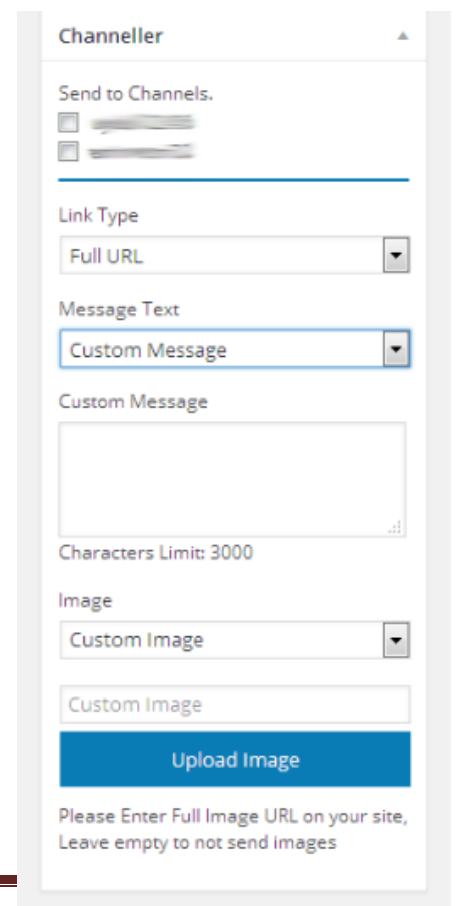 Channeller
Send to Channels.
Link Type
Full URL
Message Text
Custom Message
Custom Message
Characters Limit: 3000
Image
Custom Image
Custom Image
Upload Image
Please Enter Full Image URL on your site,
Leave empty to not send images